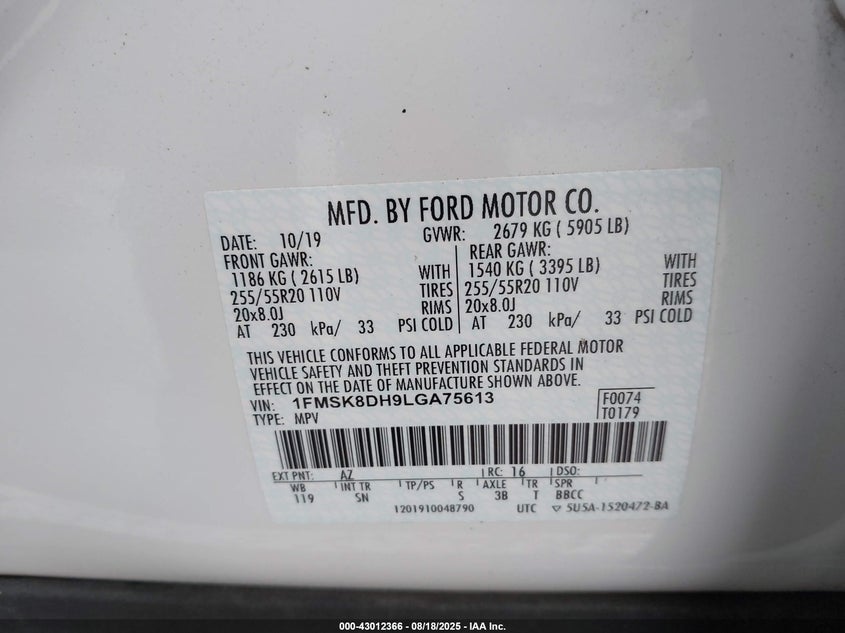 MFD. BY FORD MOTOR CO.
DATE: 10/19 GVWR: 2679 KG ( 5905 LB)
FRONT GAWR: REAR GAWR:
1186 KG ( 2615 LB) WITH 1540 KG ( 3395 LB) WITH
255/55R20 110V TIRES 255/55R20 110V TIRES
20x8.0J RIMS 20x8.0J RIMS
AT 230 kPa/ 33 PSI COLD AT 230 kPa/ 33 PSI COLD
THIS VEHICLE CONFORMS TO ALL APPLICABLE FEDERAL MOTOR
VEHICLE SAFETY AND THEFT PREVENTION STANDARDS IN
EFFECT ON THE DATE OF MANUFACTURE SHOWN ABOVE.
VIN: 1FMSK8DH9LGA75613 F0074
TYPE: MPV T0179
EXT PNT: AZ RC: 16 DSO:
WB INT TR TP/PS R AXLE TR SPR
119 SN S 3B T BBCC
1201910048790 UTC ▽ 5U5A-1520472-BA
000-43012366 - 08/18/2025 - IAA Inc.